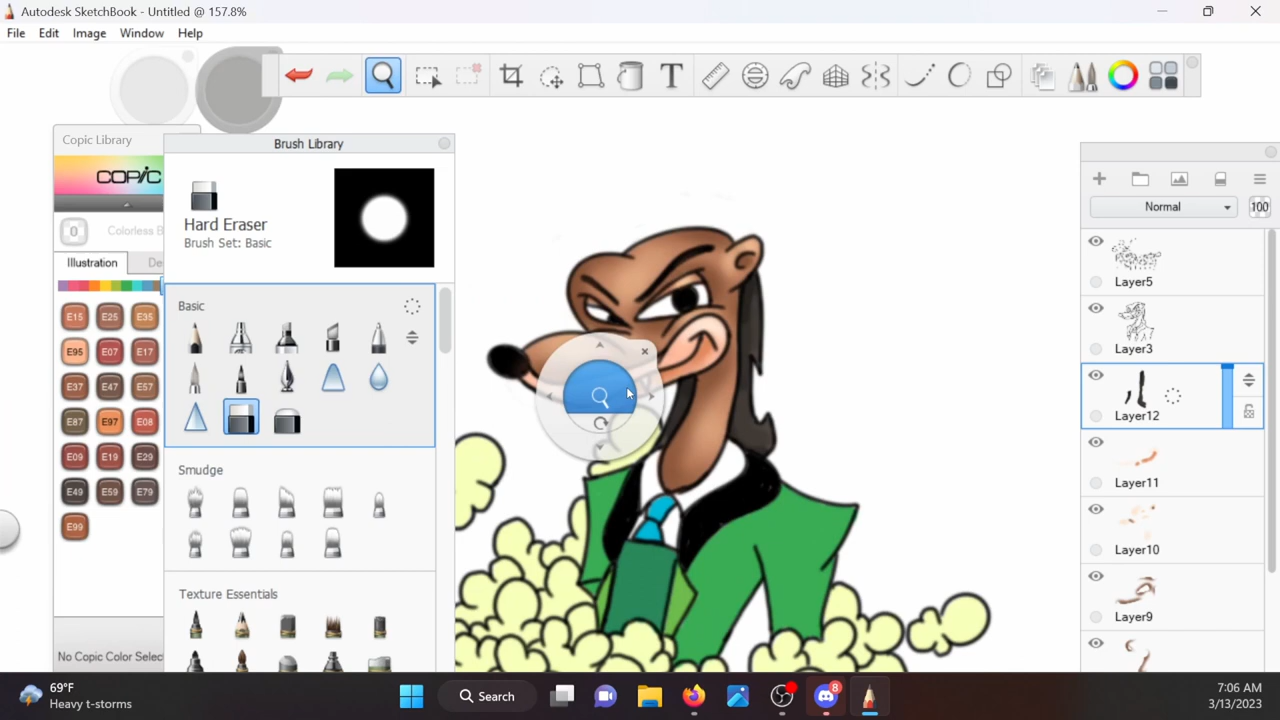 Autodesk SketchBook - Untitled @ 157.8%
File Edit Image Window Help
T
Copic Library
COPIC
0 Colorless B
Illustration De
E15 E25 E35
E95 E07 E17
E37 E47 E57
E87 E97 E08
E09 E19 E29
E49 E59 E79
E99
No Copic Color Selec
Brush Library
Hard Eraser
Brush Set: Basic
Basic
Smudge
Texture Essentials
Normal 100
Layer5
Layer3
Layer12
Layer11
Layer10
Layer9
69°F
Heavy t-storms
Search
8
7:06 AM
3/13/2023